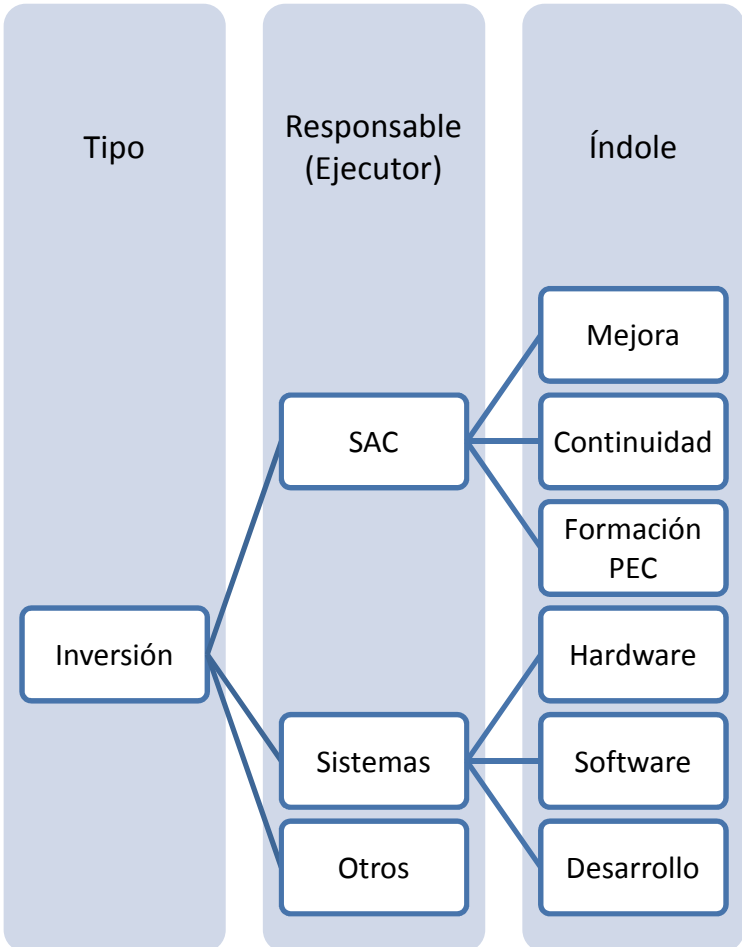 Tipo
Responsable
(Ejecutor)
Índole
Mejora
SAC
Continuidad
Formación
PEC
Inversión
Hardware
Sistemas
Software
Otros
Desarrollo